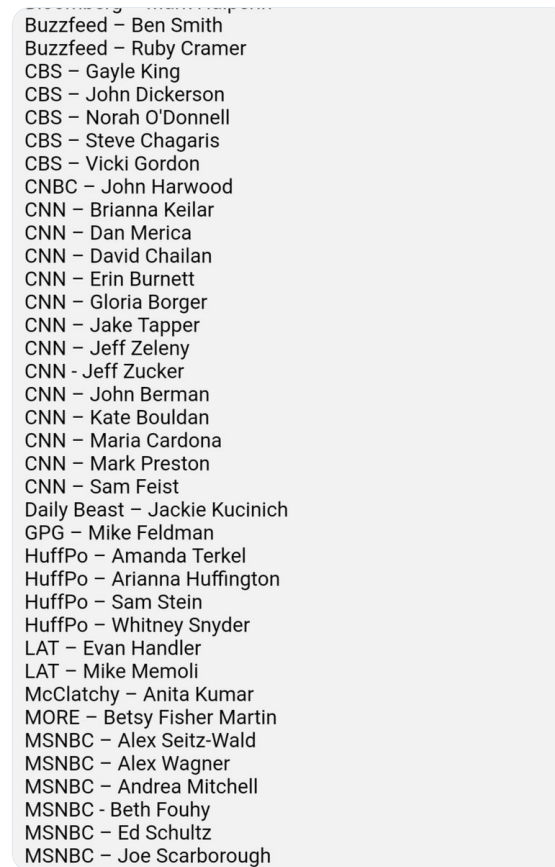 Bloomberg – Mark Halperin
Buzzfeed – Ben Smith
Buzzfeed – Ruby Cramer
CBS – Gayle King
CBS – John Dickerson
CBS – Norah O'Donnell
CBS – Steve Chagaris
CBS – Vicki Gordon
CNBC – John Harwood
CNN – Brianna Keilar
CNN – Dan Merica
CNN – David Chailan
CNN – Erin Burnett
CNN – Gloria Borger
CNN – Jake Tapper
CNN – Jeff Zeleny
CNN - Jeff Zucker
CNN – John Berman
CNN – Kate Bouldan
CNN – Maria Cardona
CNN – Mark Preston
CNN – Sam Feist
Daily Beast – Jackie Kucinich
GPG – Mike Feldman
HuffPo – Amanda Terkel
HuffPo – Arianna Huffington
HuffPo – Sam Stein
HuffPo – Whitney Snyder
LAT – Evan Handler
LAT – Mike Memoli
McClatchy – Anita Kumar
MORE – Betsy Fisher Martin
MSNBC – Alex Seitz-Wald
MSNBC – Alex Wagner
MSNBC – Andrea Mitchell
MSNBC - Beth Fouhy
MSNBC – Ed Schultz
MSNBC – Joe Scarborough